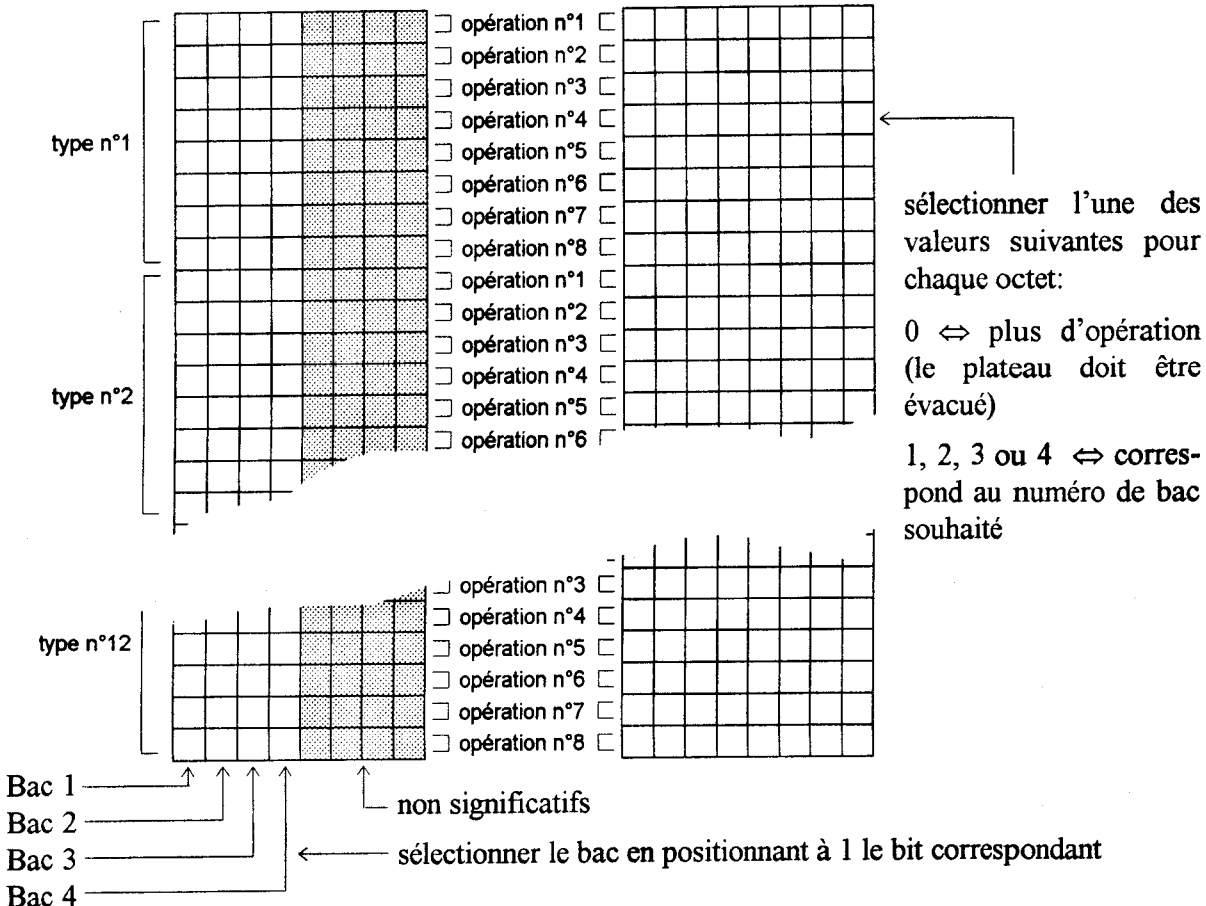 type n°1
opération n°1
opération n°2
opération n°3
opération n°4
opération n°5
opération n°6
opération n°7
opération n°8
type n°2
opération n°1
opération n°2
opération n°3
opération n°4
opération n°5
opération n°6
type n°12
opération n°3
opération n°4
opération n°5
opération n°6
opération n°7
opération n°8
sélectionner l'une des
valeurs suivantes pour
chaque octet:
0 ⇔ plus d'opération
(le plateau doit être
évacué)
1, 2, 3 ou 4 ⇔ corres-
pond au numéro de bac
souhaité
Bac 1
Bac 2
Bac 3
Bac 4
non significatifs
sélectionner le bac en positionnant à 1 le bit correspondant